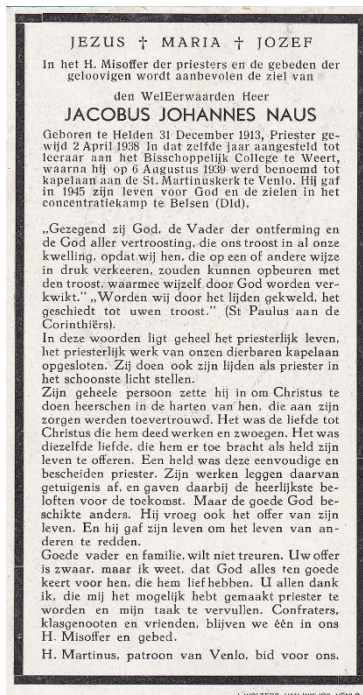 JEZUS † MARIA † JOZEF
In het H. Misoffer der priesters en de gebeden der
geloovigen wordt aanbevolen de ziel van
den WelEerwaarden Heer
JACOBUS JOHANNES NAUS
Geboren te Helden 31 December 1913, Priester ge-
wijd 2 April 1938 In dat zelfde jaar aangesteld tot
leeraar aan het Bisschoppelijk College te Weert,
waarna hij op 6 Augustus 1939 werd benoemd tot
kapelaan aan de St. Martinuskerk te Venlo. Hij gaf
in 1945 zijn leven voor God en de zielen in het
concentratiekamp te Belsen (Dld).
„Gezegend zij God, de Vader der ontferming en
de God aller vertroosting, die ons troost in al onze
kwelling, opdat wij hen, die op een of andere wijze
in druk verkeeren, zouden kunnen opbeuren met
den troost, waarmee wijzelf door God worden ver-
kwikt." „Worden wij door het lijden gekweld, het
geschiedt tot uwen troost." (St Paulus aan de
Corinthiërs).
In deze woorden ligt geheel het priesterlijk leven,
het priesterlijk werk van onzen dierbaren kapelaan
opgesloten. Zij doen ook zijn lijden als priester in
het schoonste licht stellen.
Zijn geheele persoon zette hij in om Christus te
doen heerschen in de harten van hen, die aan zijn
zorgen werden toevertrouwd. Het was de liefde tot
Christus die hem deed werken en zwoegen. Het was
diezelfde liefde, die hem er toe bracht als held zijn
leven te offeren. Een held was deze eenvoudige en
bescheiden priester. Zijn werken leggen daarvan
getuigenis af, en gaven daarbij de heerlijkste be-
loften voor de toekomst. Maar de goede God be-
schikte anders. Hij vroeg ook het offer van zijn
leven. En hij gaf zijn leven om het leven van an-
deren te redden.
Goede vader en familie, wilt niet treuren. Uw offer
is zwaar, maar ik weet, dat God alles ten goede
keert voor hen, die hem lief hebben. U allen dank
ik, die mij het mogelijk hebt gemaakt priester te
worden en mijn taak te vervullen. Confraters,
klasgenooten en vrienden, blijven we één in ons
H. Misoffer en gebed.
H. Martinus, patroon van Venlo, bid voor ons.